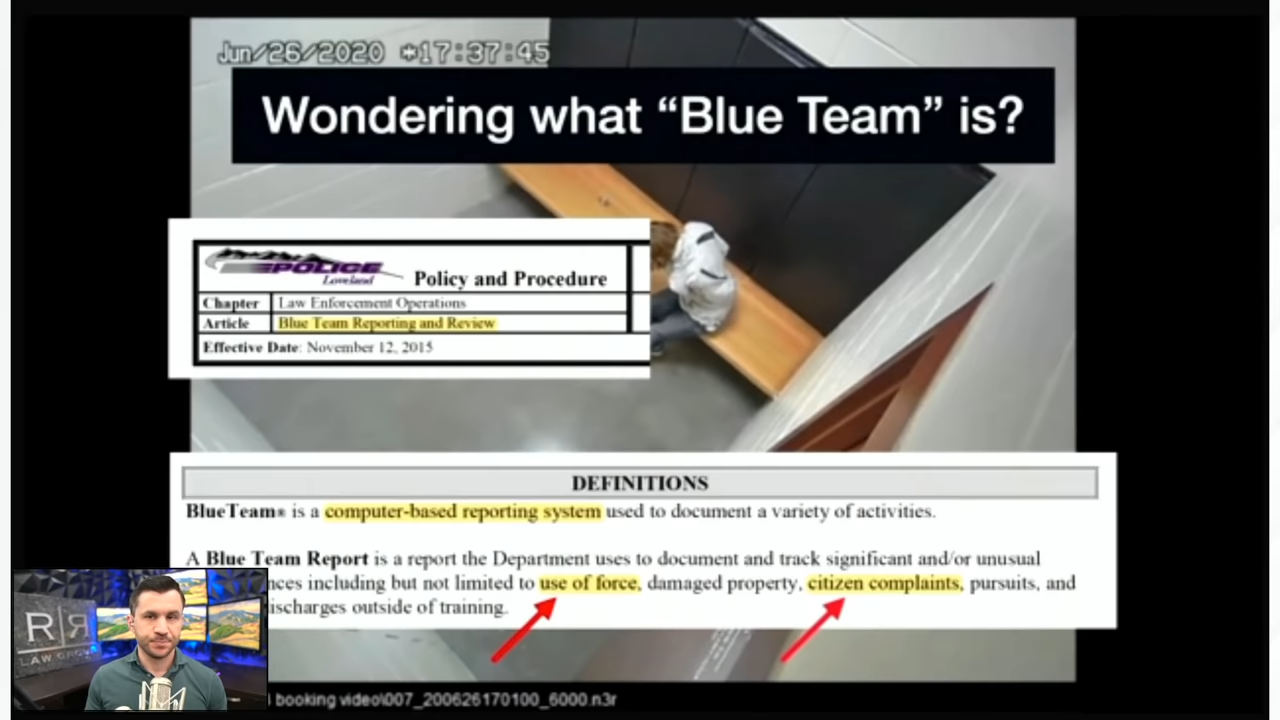 Jun/26/2020 *17:37:45
Wondering what “Blue Team” is?
POLICE
Loveland
Policy and Procedure
Chapter Law Enforcement Operations
Article Blue Team Reporting and Review
Effective Date: November 12, 2015
DEFINITIONS
BlueTeam® is a computer-based reporting system used to document a variety of activities.
A Blue Team Report is a report the Department uses to document and track significant and/or unusual
nces including but not limited to use of force, damaged property, citizen complaints, pursuits, and
ischarges outside of training.
R|R
LAW GROUP
booking video\007_200626170100_6000.n3r